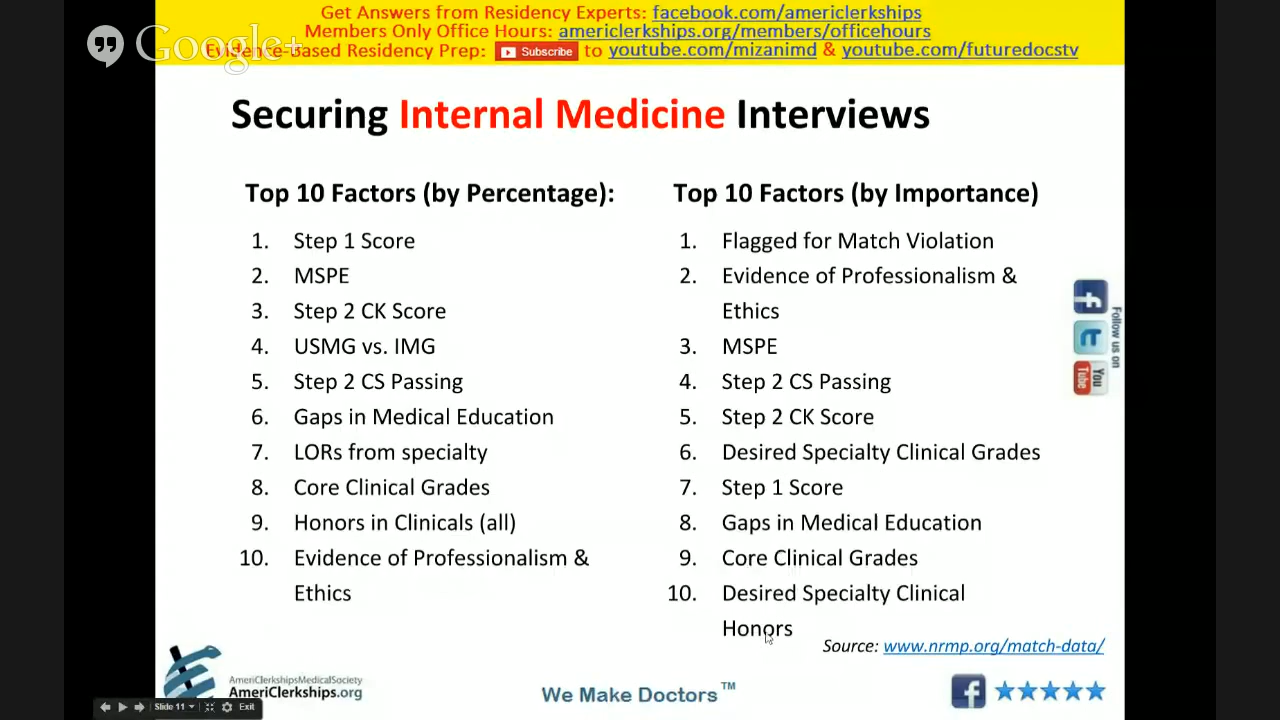 Get Answers from Residency Experts: facebook.com/americlerkships
Members Only Office Hours: americlerkships.org/members/officehours
Google+
Evidence-Based Residency Prep: Subscribe to youtube.com/mizanimd & youtube.com/futuredocstv
Securing Internal Medicine Interviews
Top 10 Factors (by Percentage):
1. Step 1 Score
2. MSPE
3. Step 2 CK Score
4. USMG vs. IMG
5. Step 2 CS Passing
6. Gaps in Medical Education
7. LORs from specialty
8. Core Clinical Grades
9. Honors in Clinicals (all)
10. Evidence of Professionalism &
Ethics
Top 10 Factors (by Importance)
1. Flagged for Match Violation
2. Evidence of Professionalism &
Ethics
3. MSPE
4. Step 2 CS Passing
5. Step 2 CK Score
6. Desired Specialty Clinical Grades
7. Step 1 Score
8. Gaps in Medical Education
9. Core Clinical Grades
10. Desired Specialty Clinical
Honors
Follow us on
f
t
You
Tube
Source: www.nrmp.org/match-data/
AmeriClerkshipsMedicalSociety
AmeriClerkships.org
We Make Doctors™
f
Slide 11
Exit